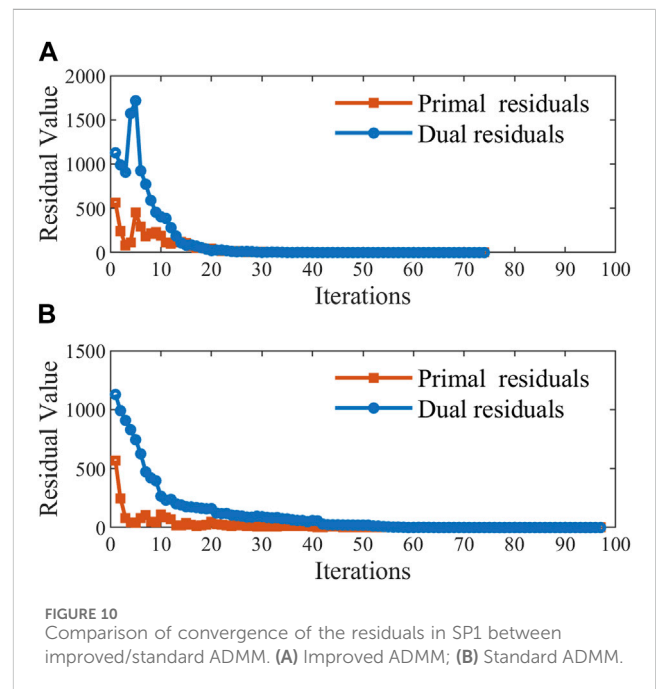 A
2000
1500
1000
500
0
Residual Value
Primal residuals
Dual residuals
0 10 20 30 40 50 60 70 80 90 100
Iterations
B
1500
1000
500
0
Residual Value
Primal residuals
Dual residuals
0 10 20 30 40 50 60 70 80 90 100
Iterations
FIGURE 10
Comparison of convergence of the residuals in SP1 between
improved/standard ADMM. (A) Improved ADMM; (B) Standard ADMM.